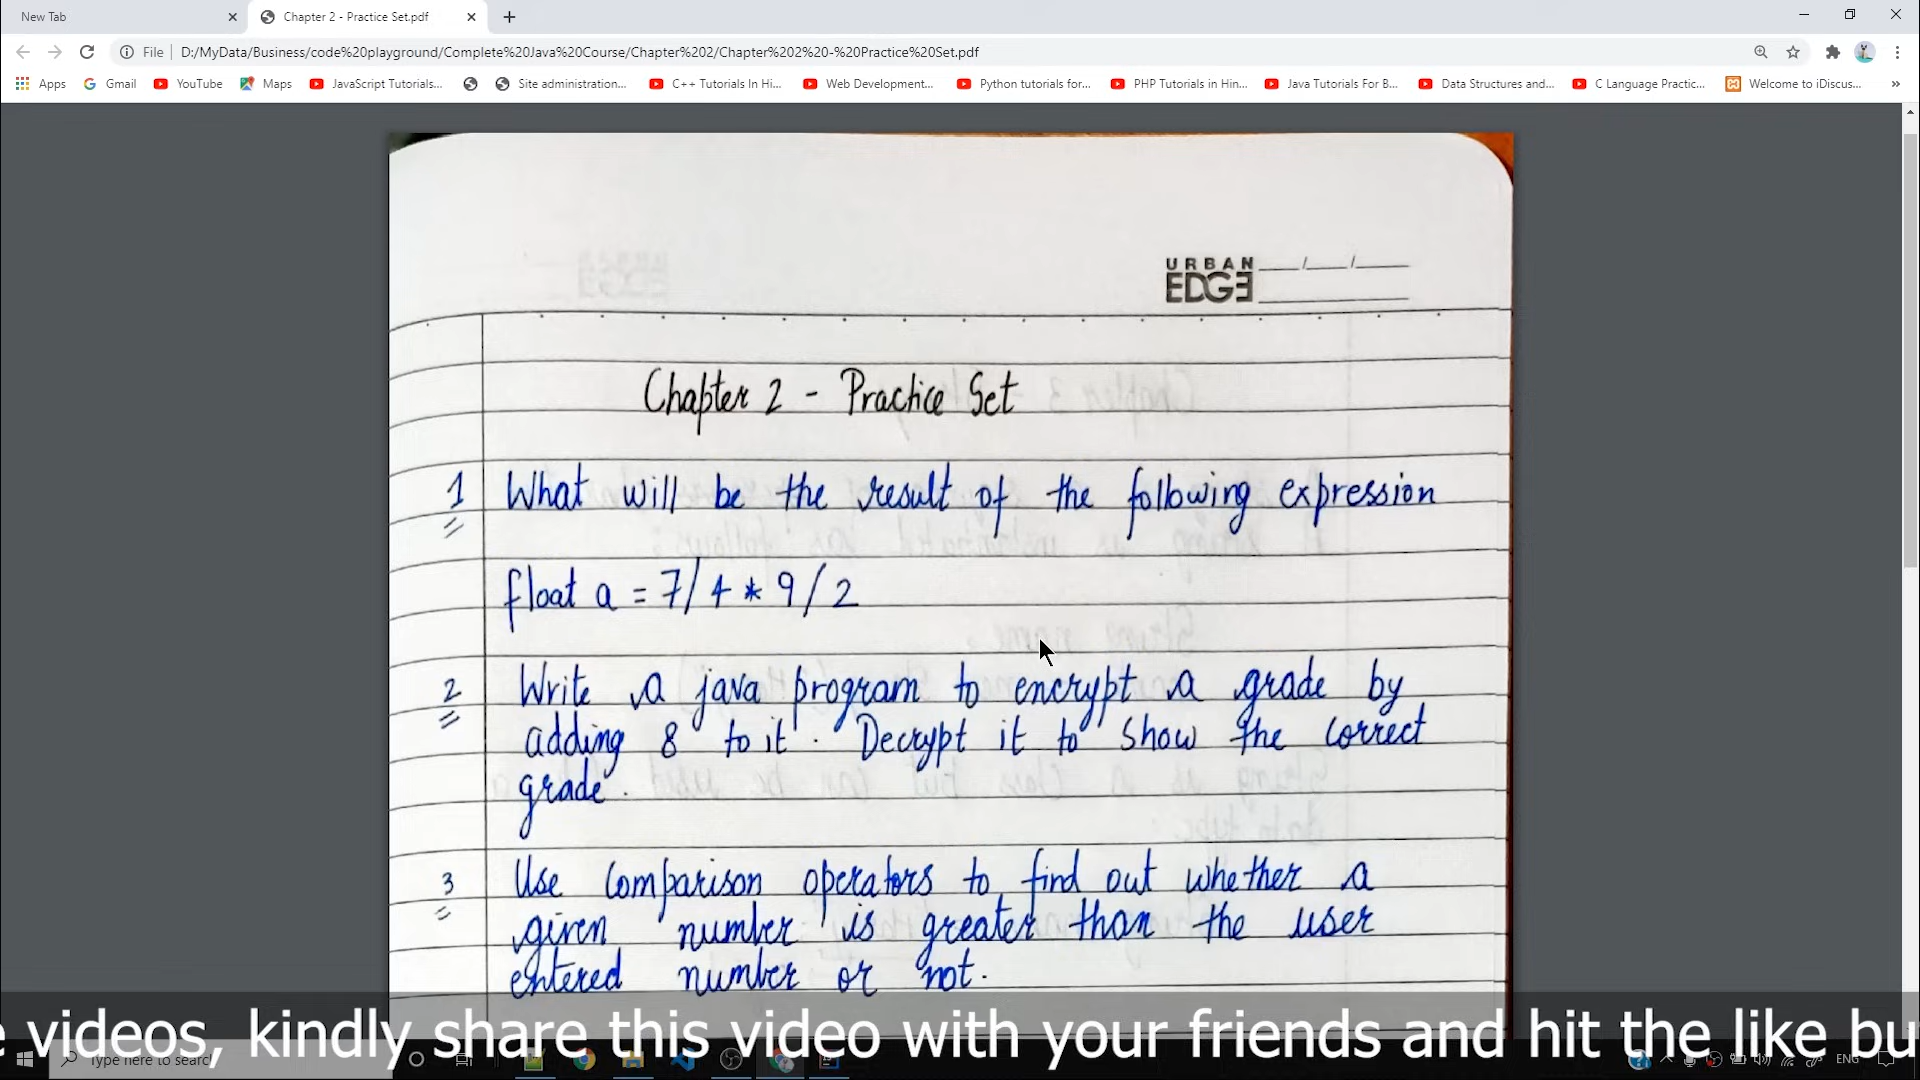 New Tab
Chapter 2 - Practice Set.pdf
File
D:/MyData/Business/code%20playground/Complete%20Java%20Course/Chapter%202/Chapter%202%20-%20Practice%20Set.pdf
Apps
Gmail
YouTube
Maps
JavaScript Tutorials...
Site administration...
C++ Tutorials In Hi...
Web Development...
Python tutorials for...
PHP Tutorials in Hin...
Java Tutorials For B...
Data Structures and...
C Language Practic...
Welcome to iDiscus...
URBAN
EDGE
Chapter 2 - Practice Set
1 What will be the result of the following expression
float a = 7/4 * 9/2
2 Write a java program to encrypt a grade by
adding 8 to it. Decrypt it to show the correct
grade.
3 Use comparison operators to find out whether a
given number is greater than the user
entered number or not.
videos, kindly share this video with your friends and hit the like bu
Type here to search
ENG